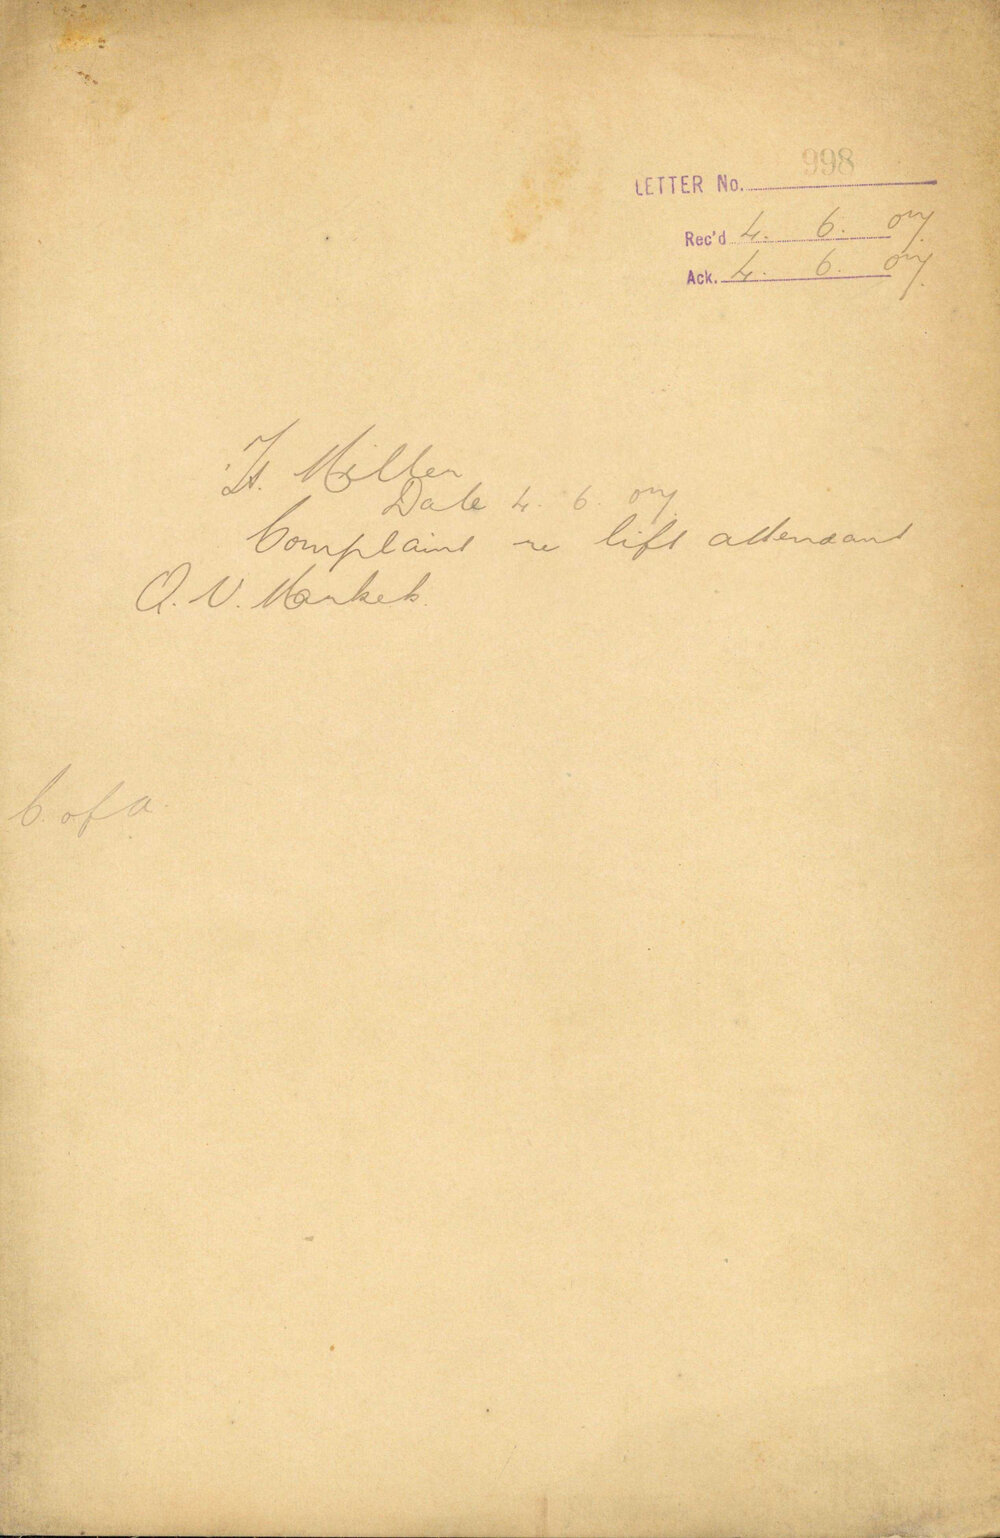 LETTER No. 998
Rec'd 4. 6. 07
Ack. 4. 6. 07
Miller
Date 4. 6. 07
Complaint re lift attendant
Q. V. Markets.
C. of A.